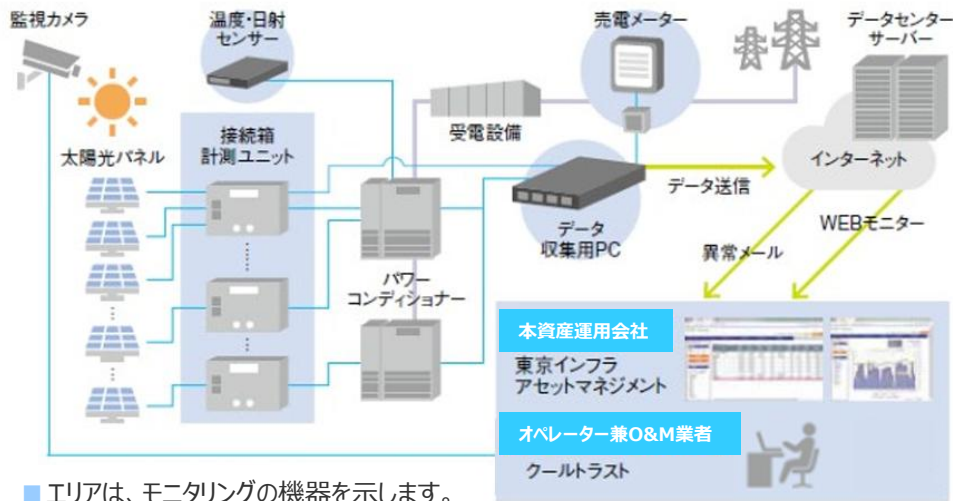 監視カメラ
温度・日射
センサー
売電メーター
データセンター
サーバー
太陽光パネル
接続箱
計測ユニット
受電設備
インターネット
データ送信
データ
収集用PC
WEBモニター
異常メール
パワー
コンディショナー
本資産運用会社
東京インフラ
アセットマネジメント
オペレーター兼O&M業者
クールトラスト
エリアは、モニタリングの機器を示します。